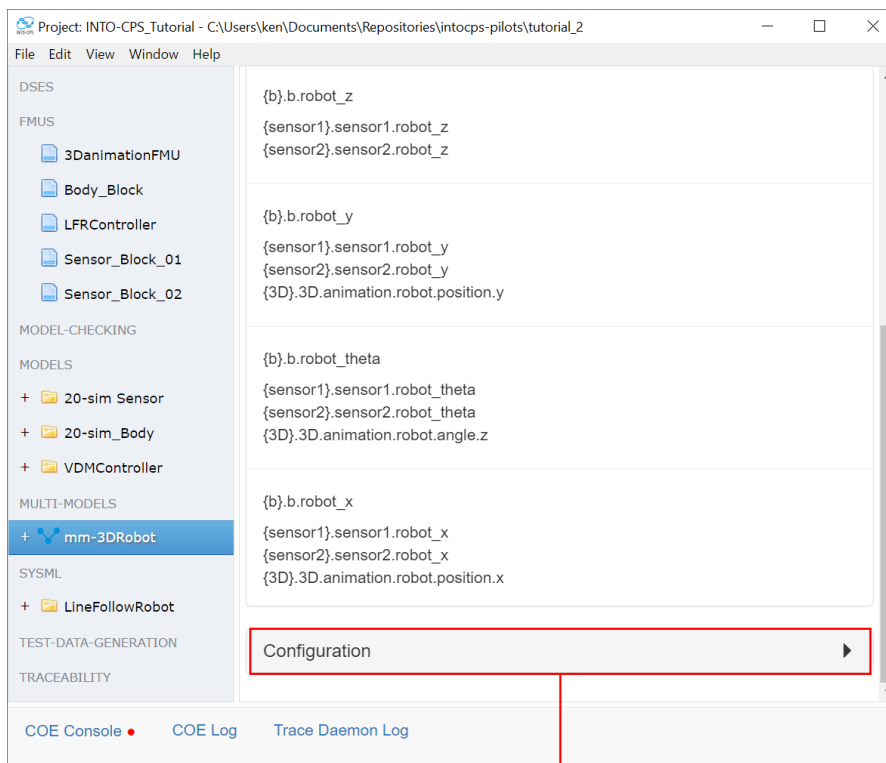 Project: INTO-CPS_Tutorial - C:\Users\ken\Documents\Repositories\intocps-pilots\tutorial_2
File Edit View Window Help
DSES
FMUS
3DanimationFMU
Body_Block
LFRController
Sensor_Block_01
Sensor_Block_02
MODEL-CHECKING
MODELS
+ 20-sim Sensor
+ 20-sim_Body
+ VDMController
MULTI-MODELS
+ mm-3DRobot
SYSML
+ LineFollowRobot
TEST-DATA-GENERATION
TRACEABILITY
{b}.b.robot_z
{sensor1}.sensor1.robot_z
{sensor2}.sensor2.robot_z
{b}.b.robot_y
{sensor1}.sensor1.robot_y
{sensor2}.sensor2.robot_y
{3D}.3D.animation.robot.position.y
{b}.b.robot_theta
{sensor1}.sensor1.robot_theta
{sensor2}.sensor2.robot_theta
{3D}.3D.animation.robot.angle.z
{b}.b.robot_x
{sensor1}.sensor1.robot_x
{sensor2}.sensor2.robot_x
{3D}.3D.animation.robot.position.x
Configuration
COE Console COE Log Trace Daemon Log